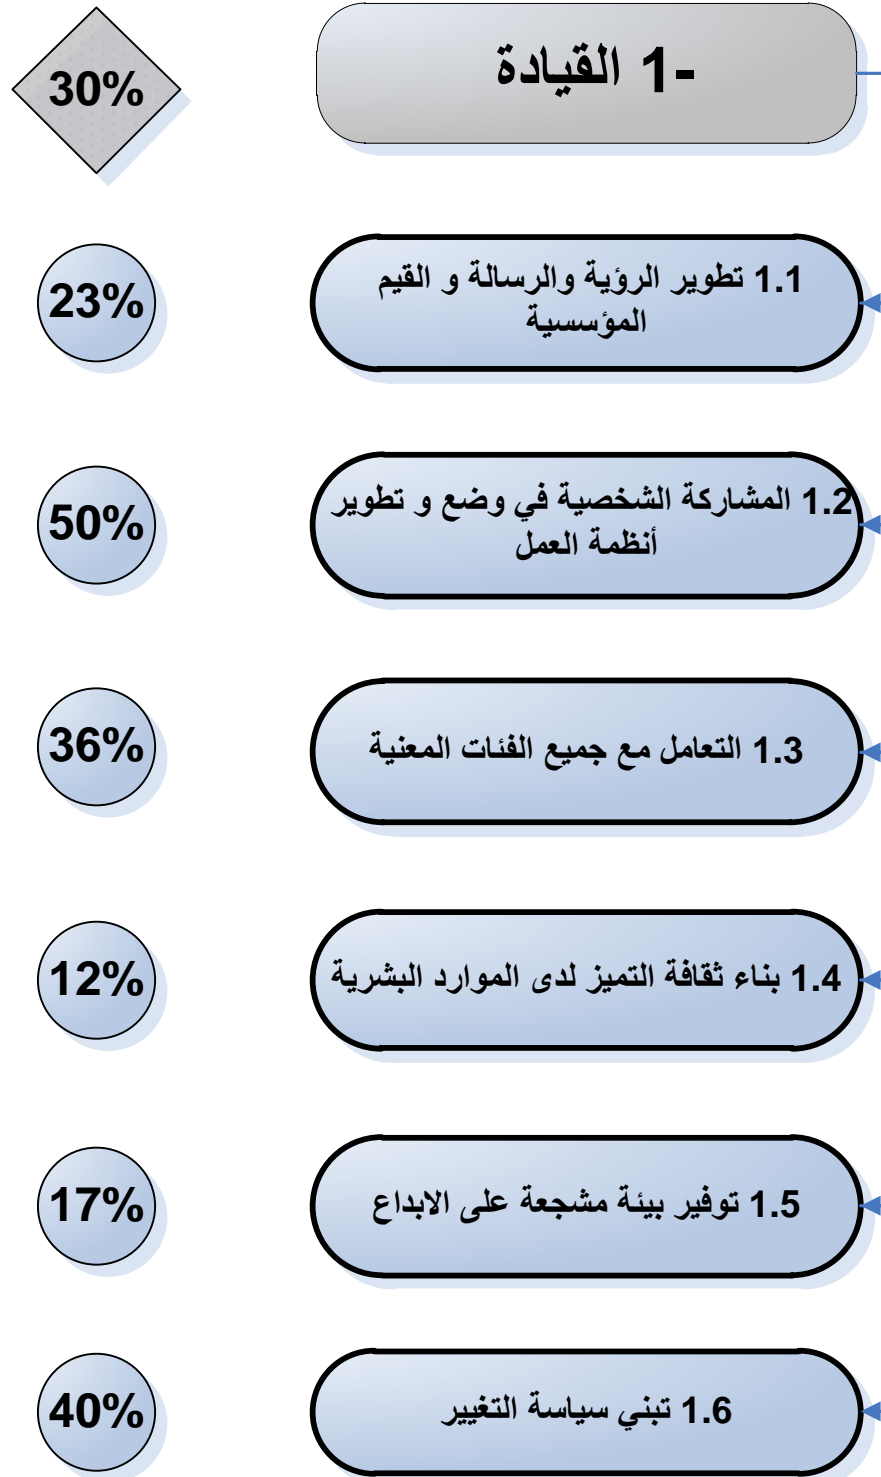 1- القيادة
30%
1.1 تطوير الرؤية والرسالة و القيم
المؤسسية
23%
1.2 المشاركة الشخصية في وضع و تطوير
أنظمة العمل
50%
1.3 التعامل مع جميع الفئات المعنية
36%
1.4 بناء ثقافة التميز لدى الموارد البشرية
12%
1.5 توفير بيئة مشجعة على الابداع
17%
1.6 تبني سياسة التغيير
40%